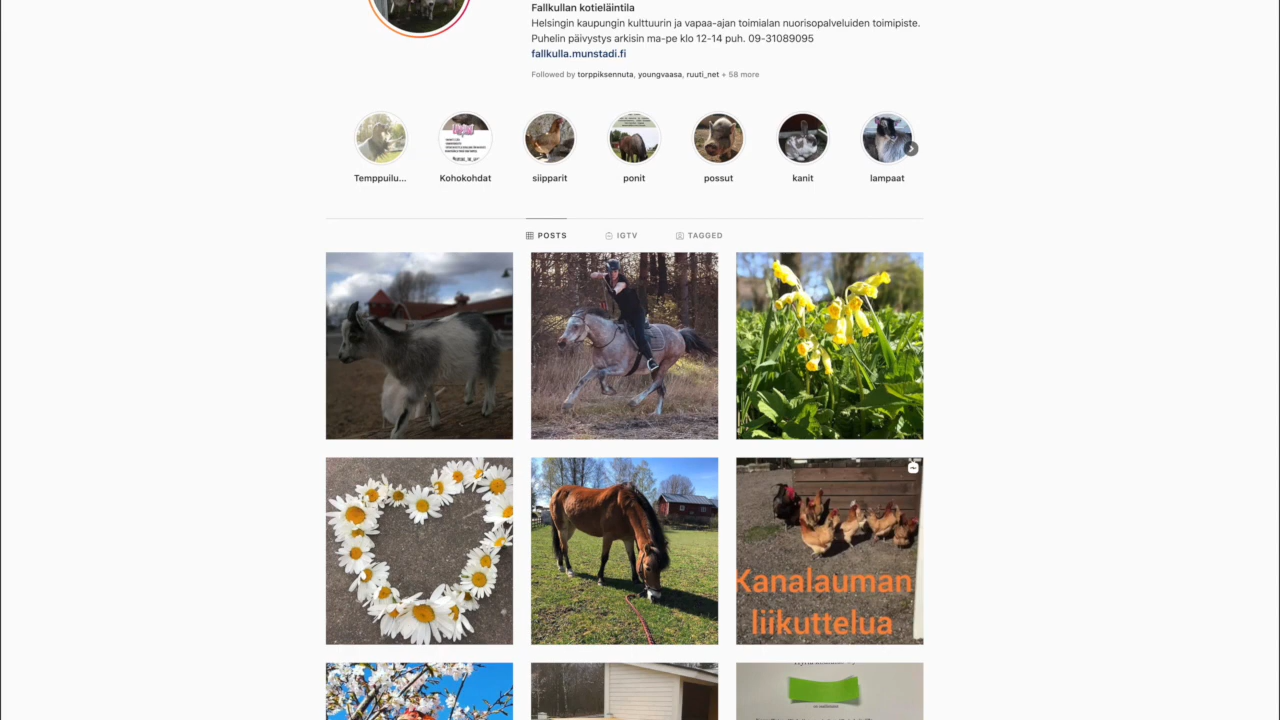 Fallkullan kotieläintila
Helsingin kaupungin kulttuurin ja vapaa-ajan toimialan nuorisopalveluiden toimipiste.
Puhelin päivystys arkisin ma-pe klo 12-14 puh. 09-31089095
fallkulla.munstadi.fi
Followed by torppiksennuta, youngvaasa, ruuti_net + 58 more
Temppuilu... Kohokohdat siipparit ponit possut kanit lampaat
POSTS IGTV TAGGED
Kanalauman
liikuttelua